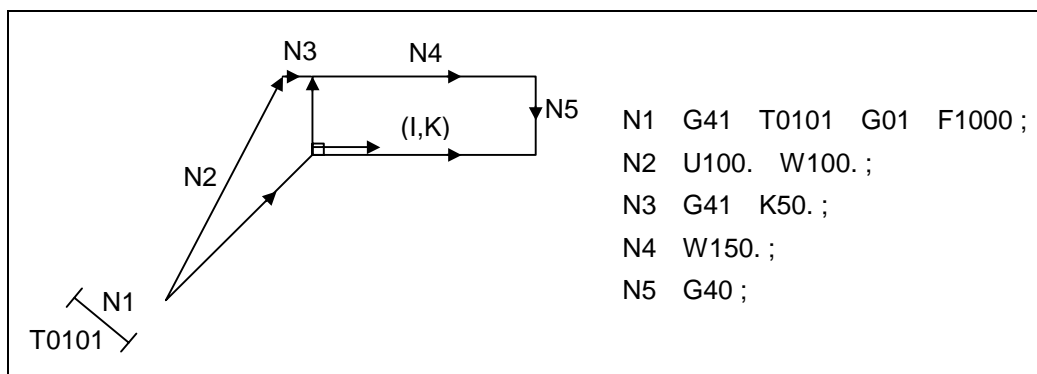 N3
N4
N5
(I,K)
N2
N1
T0101
N1 G41 T0101 G01 F1000 ;
N2 U100. W100. ;
N3 G41 K50. ;
N4 W150. ;
N5 G40 ;